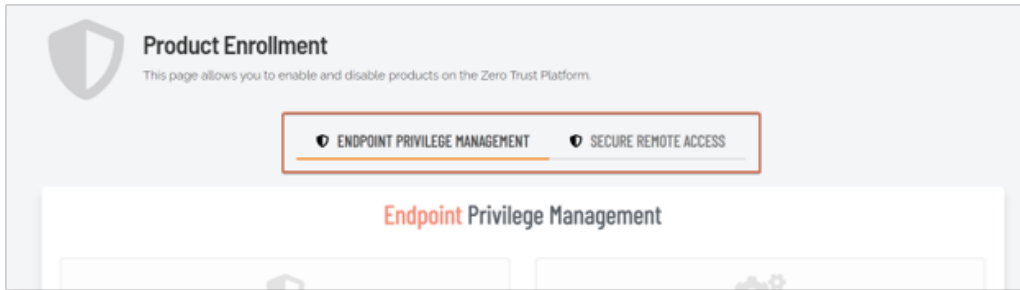 Product Enrollment
This page allows you to enable and disable products on the Zero Trust Platform.
ENDPOINT PRIVILEGE MANAGEMENT SECURE REMOTE ACCESS
Endpoint Privilege Management